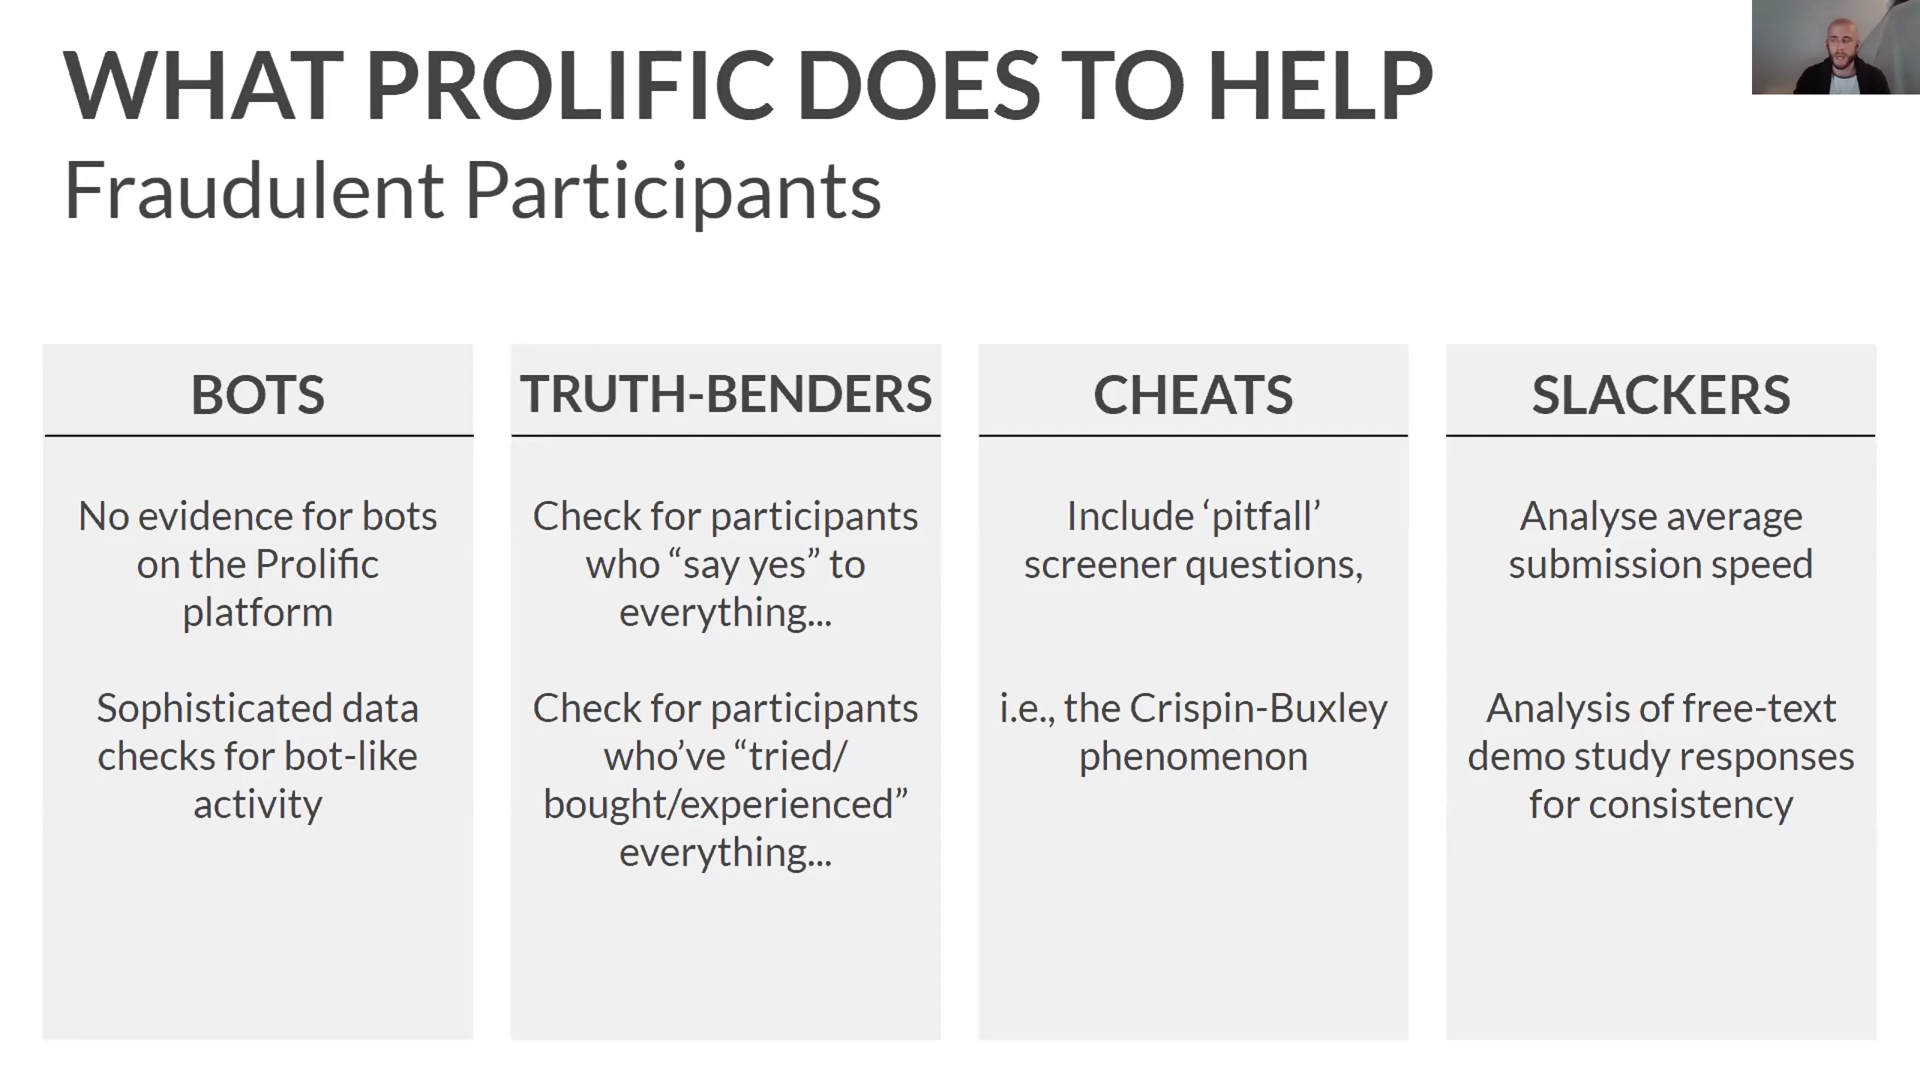 WHAT PROLIFIC DOES TO HELP
Fraudulent Participants
BOTS
No evidence for bots
on the Prolific
platform
Sophisticated data
checks for bot-like
activity
TRUTH-BENDERS
Check for participants
who “say yes” to
everything...
Check for participants
who’ve “tried/
bought/experienced”
everything...
CHEATS
Include ‘pitfall’
screener questions,
i.e., the Crispin-Buxley
phenomenon
SLACKERS
Analyse average
submission speed
Analysis of free-text
demo study responses
for consistency